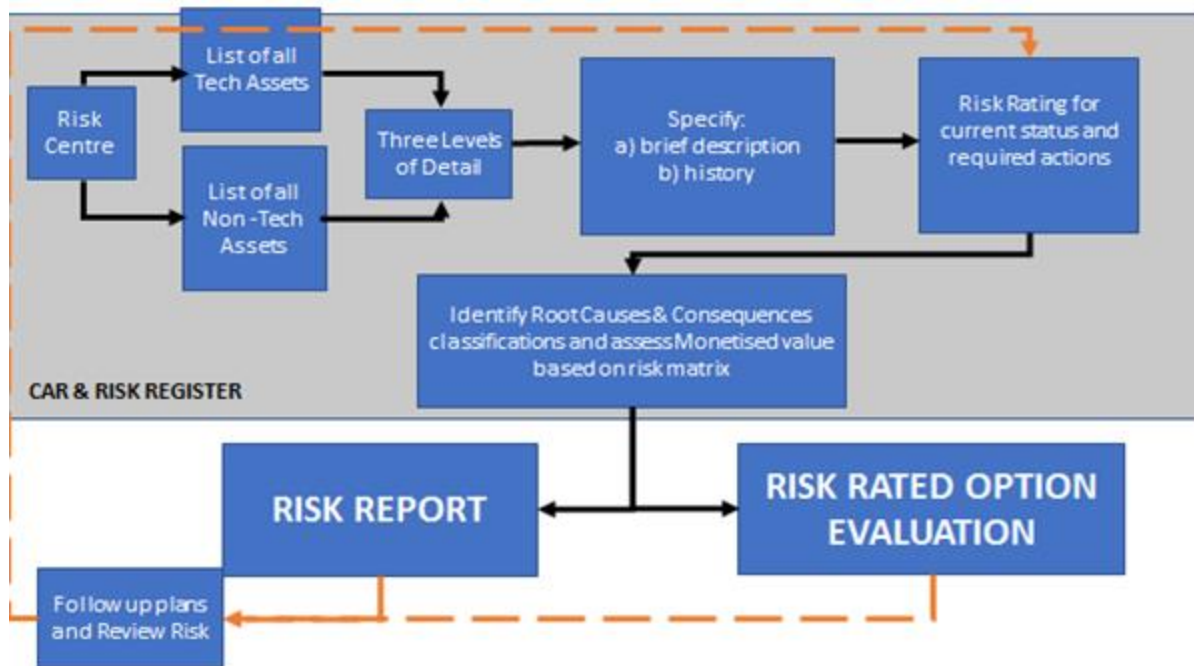 List of all
Tech Assets
Risk
Centre
Three Levels
of Detail
List of all
Non -Tech
Assets
Specify:
a) brief description
b) history
Risk Rating for
current status and
required actions
Identify Root Causes & Consequences
classifications and assess Monetised value
based on risk matrix
CAR & RISK REGISTER
RISK REPORT
RISK RATED OPTION
EVALUATION
Follow up plans
and Review Risk